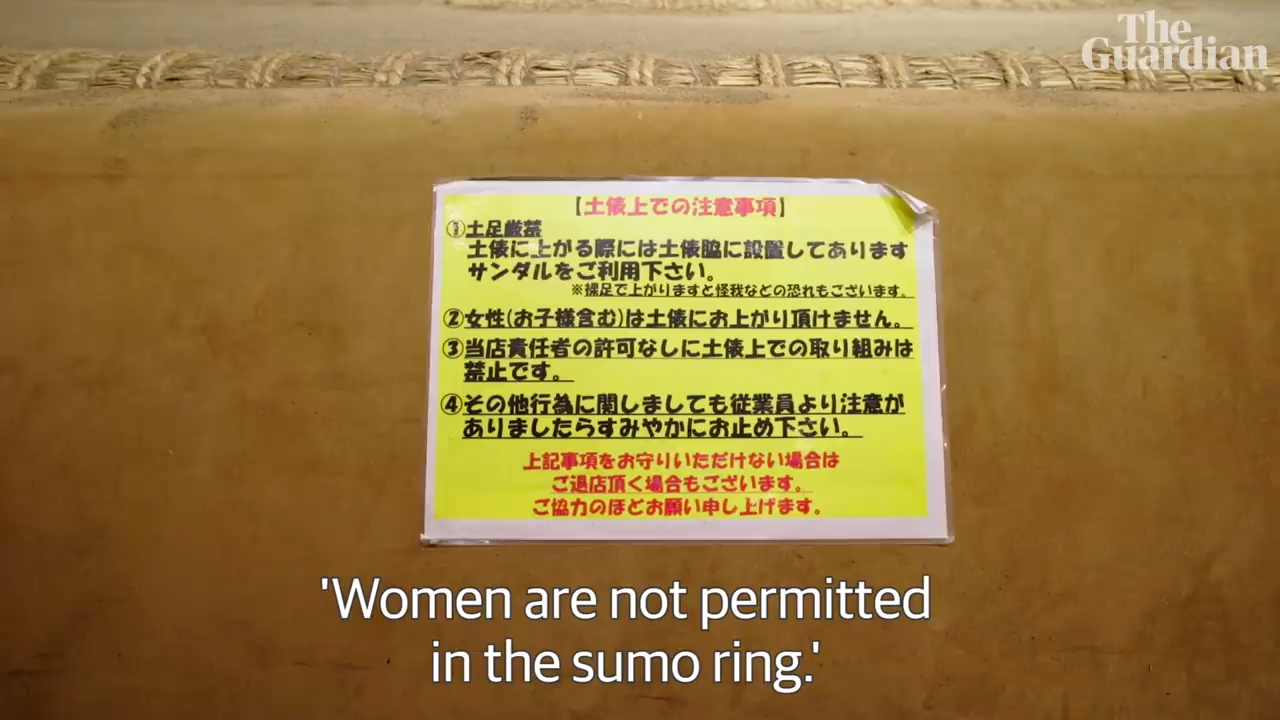 The
Guardian
【土俵上での注意事項】
①土足厳禁
土俵に上がる際には土俵脇に設置してあります
サンダルをご利用下さい。
※裸足で上がりますと怪我などの恐れもございます。
②女性(お子様含む)は土俵にお上がり頂けません。
③当店責任者の許可なしに土俵上での取り組みは
禁止です。
④その他行為に関しましても従業員より注意が
ありましたらすみやかにお止め下さい。
上記事項をお守りいただけない場合は
ご退店頂く場合もございます。
ご協力のほどお願い申し上げます。
'Women are not permitted
in the sumo ring.'